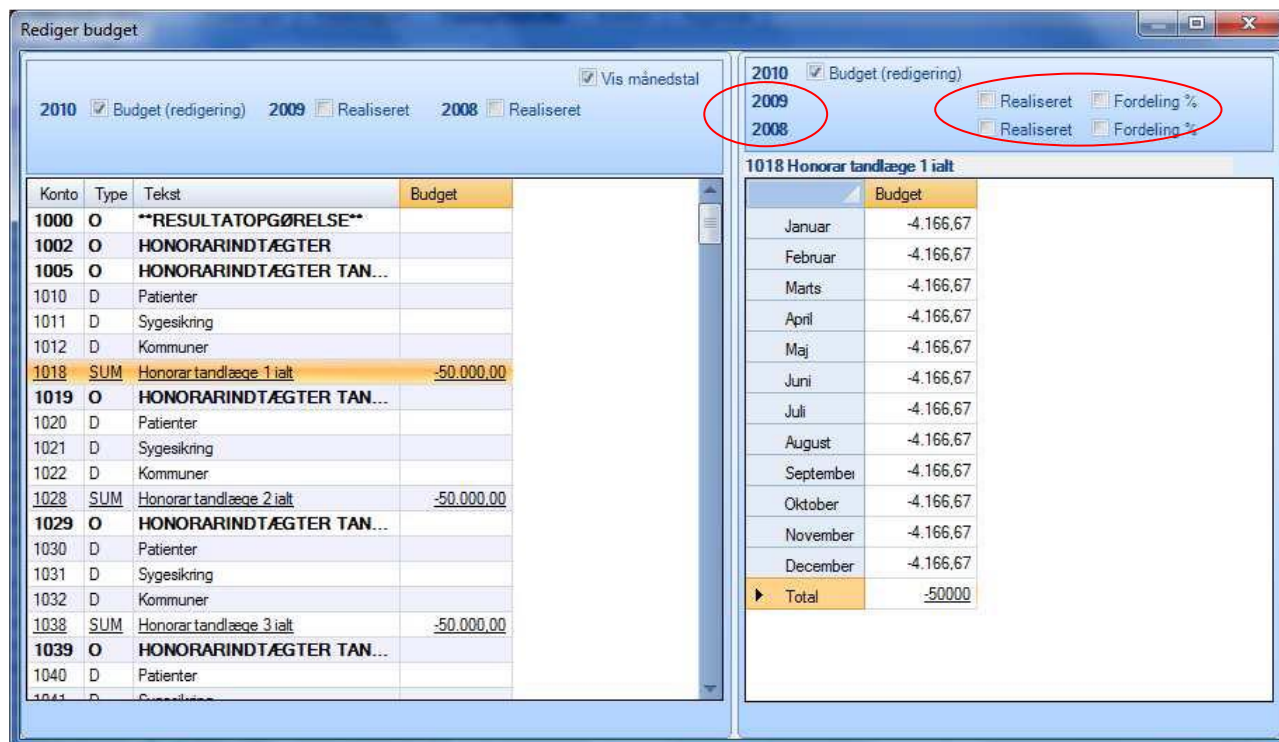 Rediger budget
Vis månedstal
2010 Budget (redigering) 2009 Realiseret 2008 Realiseret
Konto Type Tekst Budget
1000 O **RESULTATOPGØRELSE**
1002 O HONORARINDTÆGTER
1005 O HONORARINDTÆGTER TAN...
1010 D Patienter
1011 D Sygesikring
1012 D Kommuner
1018 SUM Honorar tandlæge 1 ialt -50.000,00
1019 O HONORARINDTÆGTER TAN...
1020 D Patienter
1021 D Sygesikring
1022 D Kommuner
1028 SUM Honorar tandlæge 2 ialt -50.000,00
1029 O HONORARINDTÆGTER TAN...
1030 D Patienter
1031 D Sygesikring
1032 D Kommuner
1038 SUM Honorar tandlæge 3 ialt -50.000,00
1039 O HONORARINDTÆGTER TAN...
1040 D Patienter
1041 D Sygesikring
2010 Budget (redigering)
2009 Realiseret Fordeling %
2008 Realiseret Fordeling %
1018 Honorar tandlæge 1 ialt
Budget
Januar -4.166,67
Februar -4.166,67
Marts -4.166,67
April -4.166,67
Maj -4.166,67
Juni -4.166,67
Juli -4.166,67
August -4.166,67
September -4.166,67
Oktober -4.166,67
November -4.166,67
December -4.166,67
Total -50000